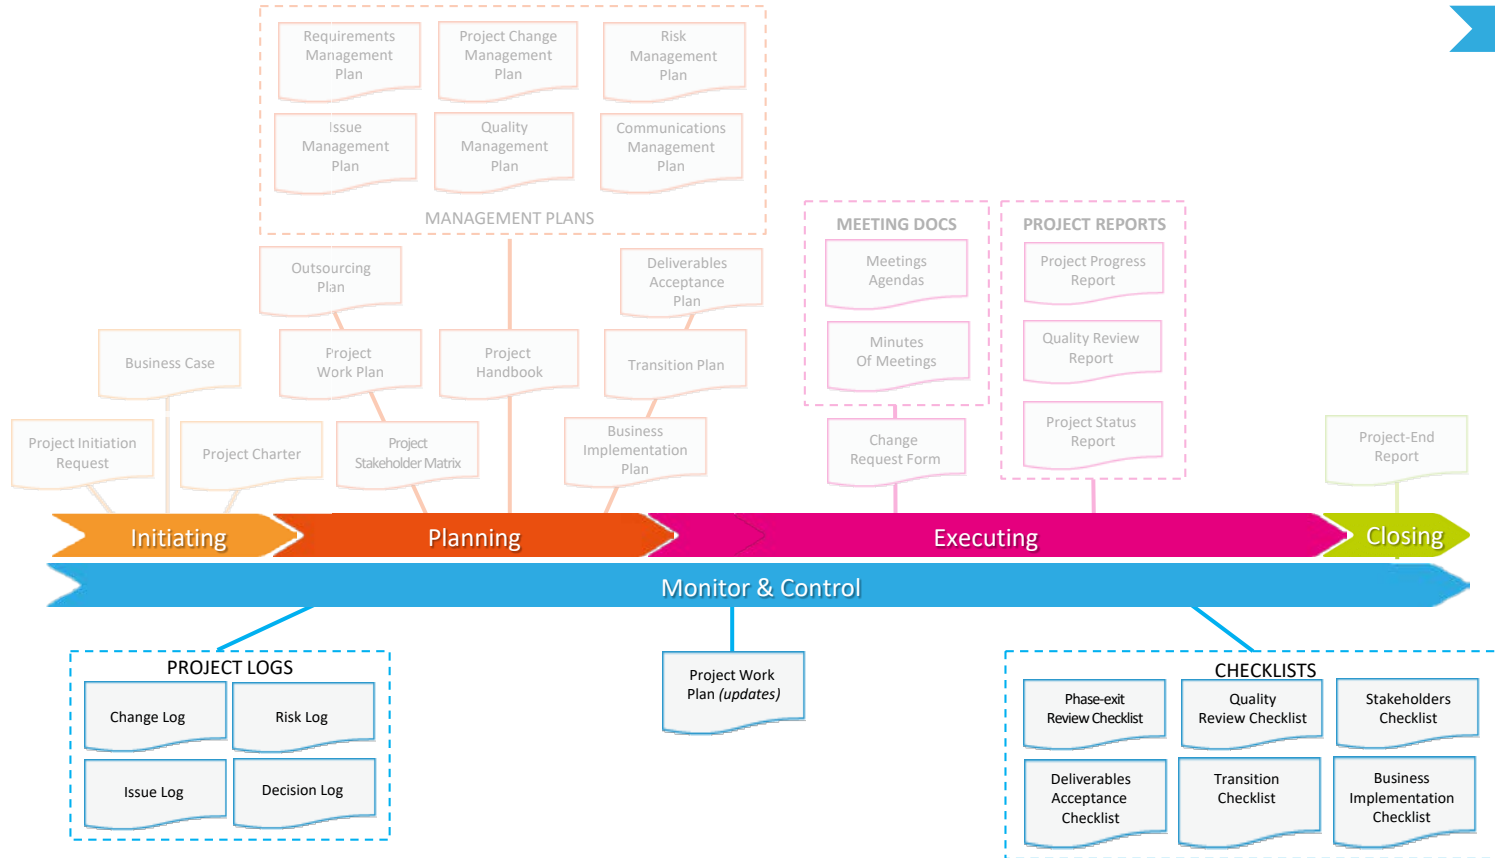 Requirements
Management
Plan
Project Change
Management
Plan
Risk
Management
Plan
Issue
Management
Plan
Quality
Management
Plan
Communications
Management
Plan
MANAGEMENT PLANS
MEETING DOCS
Meetings
Agendas
Minutes
Of Meetings
PROJECT REPORTS
Project Progress
Report
Quality Review
Report
Project Status
Report
Outsourcing
Plan
Deliverables
Acceptance
Plan
Business Case
Project
Work Plan
Project
Handbook
Transition Plan
Project Initiation
Request
Project Charter
Project
Stakeholder Matrix
Business
Implementation
Plan
Change
Request Form
Project-End
Report
Initiating
Planning
Executing
Closing
Monitor & Control
PROJECT LOGS
Change Log
Risk Log
Issue Log
Decision Log
Project Work
Plan (updates)
CHECKLISTS
Phase-exit
Review Checklist
Quality
Review Checklist
Stakeholders
Checklist
Deliverables
Acceptance
Checklist
Transition
Checklist
Business
Implementation
Checklist